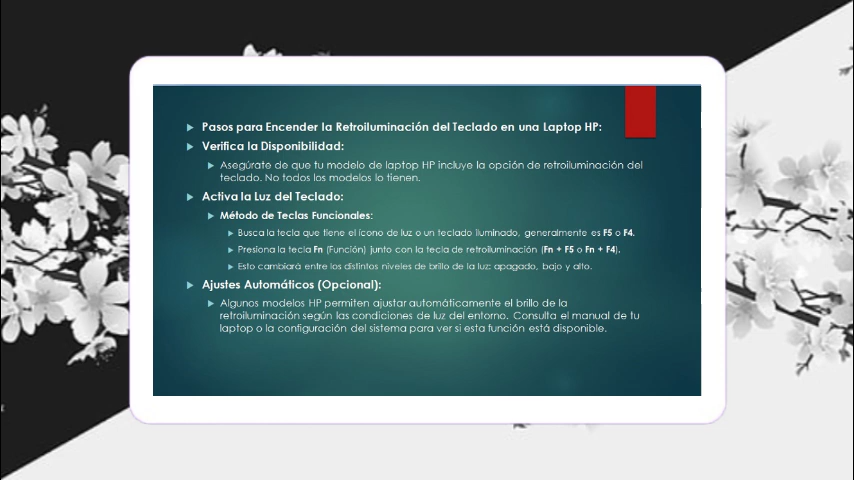 Pasos para Encender la Retroiluminación del Teclado en una Laptop HP:
Verifica la Disponibilidad:
Asegúrate de que tu modelo de laptop HP incluye la opción de retroiluminación del
teclado. No todos los modelos lo tienen.
Activa la Luz del Teclado:
Método de Teclas Funcionales:
Busca la tecla que tiene el ícono de luz o un teclado iluminado, generalmente es F5 o F4.
Presiona la tecla Fn (Función) junto con la tecla de retroiluminación (Fn + F5 o Fn + F4).
Esto cambiará entre los distintos niveles de brillo de la luz: apagado, bajo y alto.
Ajustes Automáticos (Opcional):
Algunos modelos HP permiten ajustar automáticamente el brillo de la
retroiluminación según las condiciones de luz del entorno. Consulta el manual de tu
laptop o la configuración del sistema para ver si esta función está disponible.